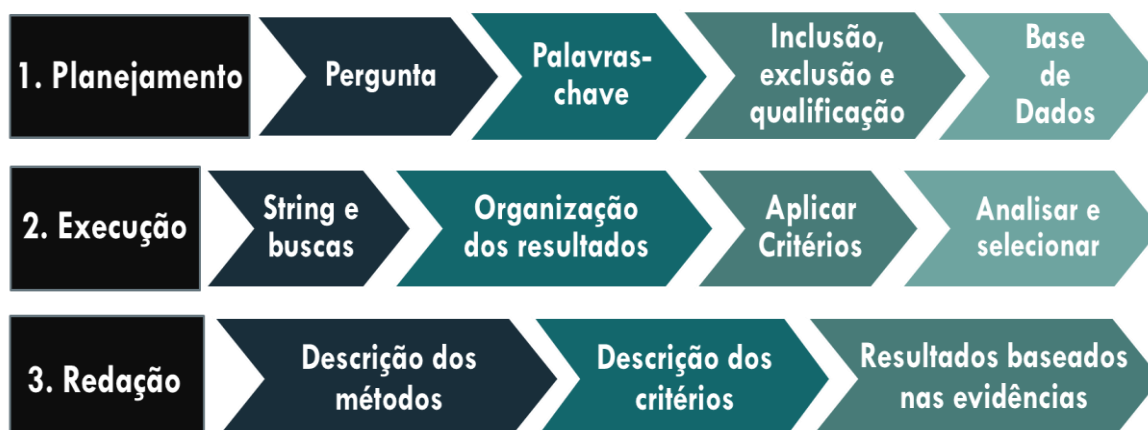 1. Planejamento
Pergunta
Palavras-
chave
Inclusão,
exclusão e
qualificação
Base
de
Dados
2. Execução
String e
buscas
Organização
dos resultados
Aplicar
Critérios
Analisar e
selecionar
3. Redação
Descrição dos
métodos
Descrição dos
critérios
Resultados baseados
nas evidências